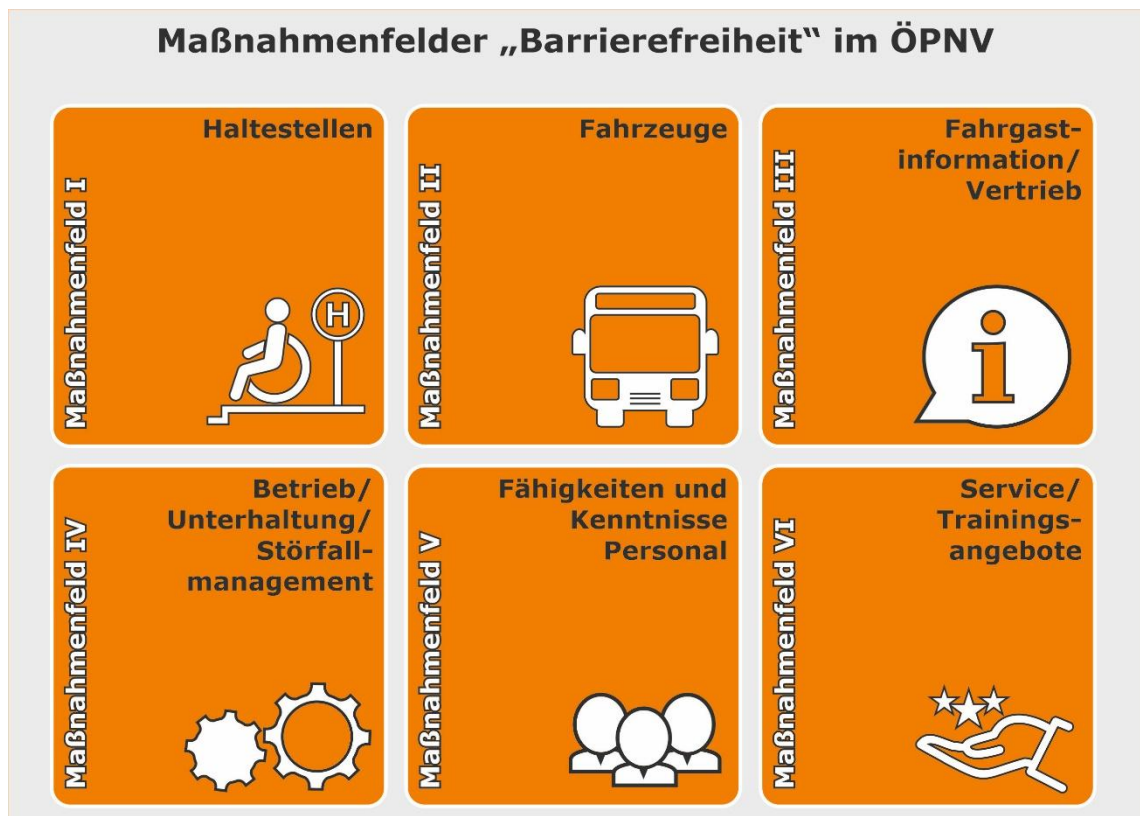 Maßnahmenfelder „Barrierefreiheit“ im ÖPNV
Maßnahmenfeld I
Haltestellen
H
Maßnahmenfeld II
Fahrzeuge
Maßnahmenfeld III
Fahrgast-
information/
Vertrieb
i
Maßnahmenfeld IV
Betrieb/
Unterhaltung/
Störfall-
management
Maßnahmenfeld V
Fähigkeiten und
Kenntnisse
Personal
Maßnahmenfeld VI
Service/
Trainings-
angebote